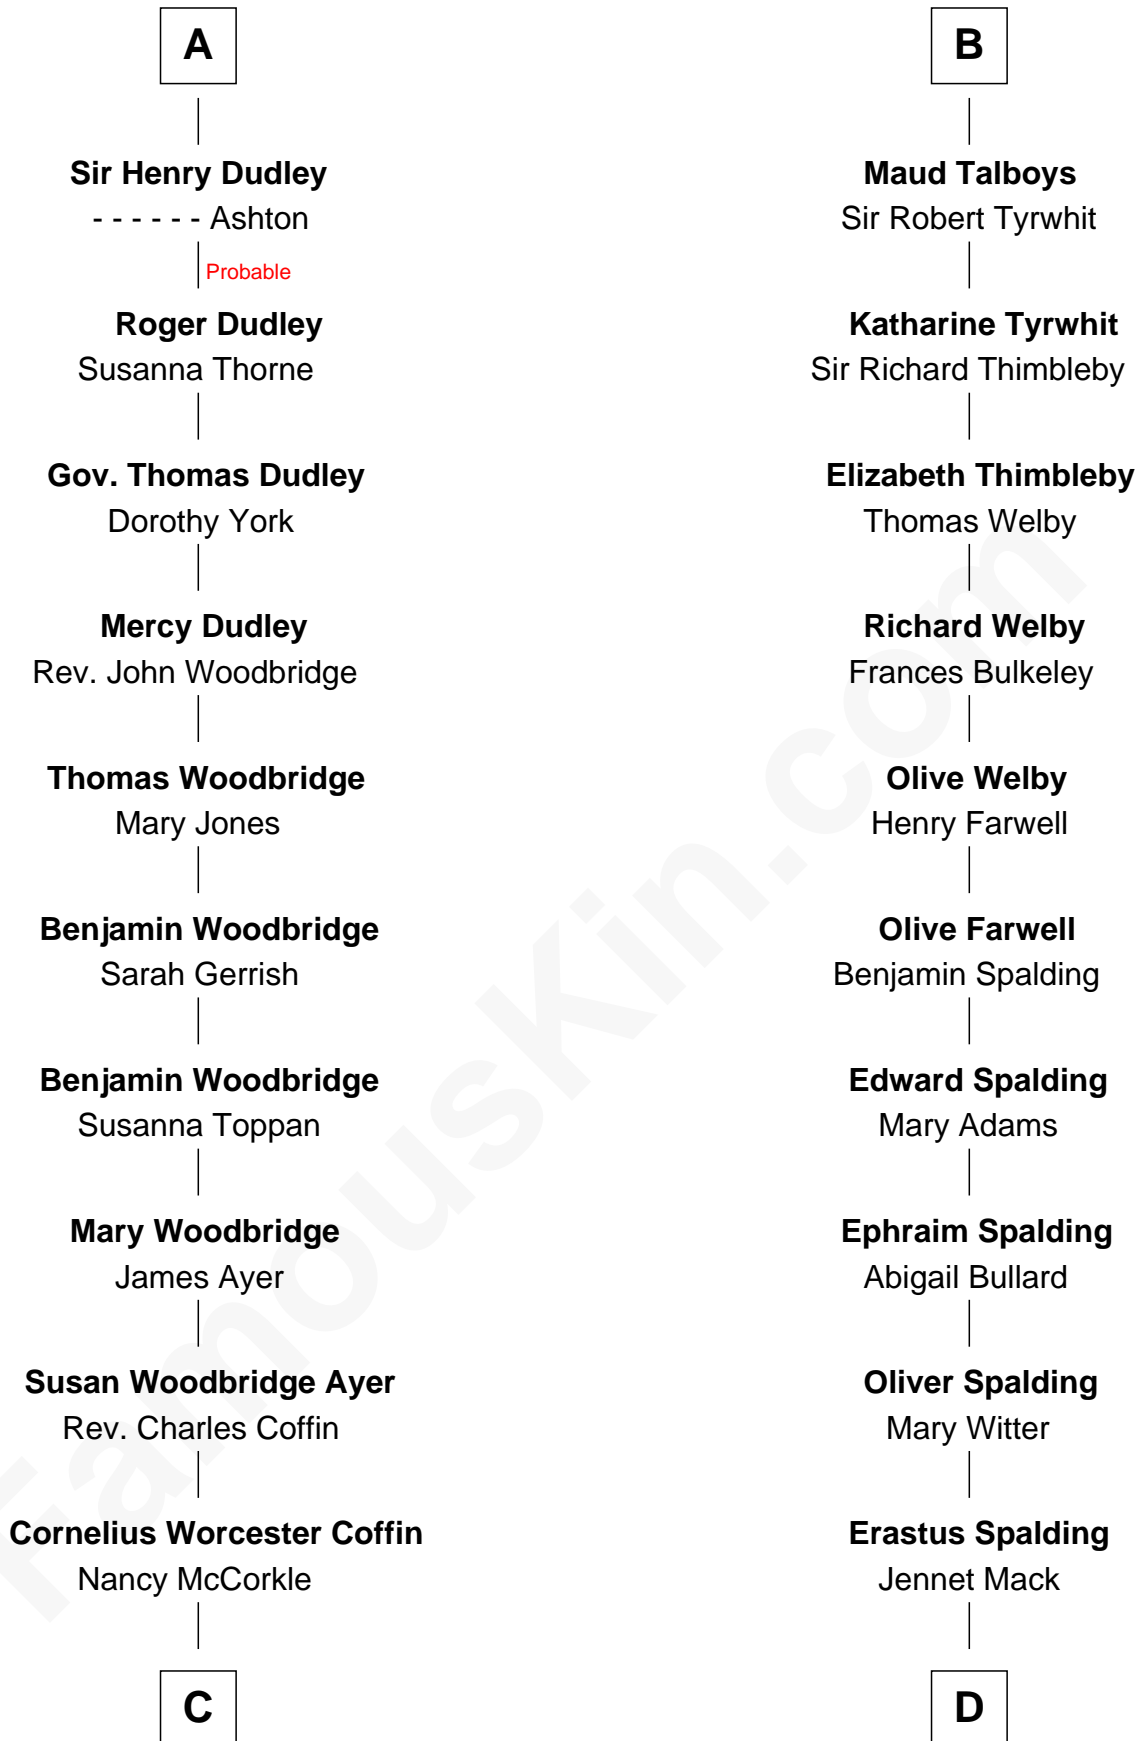 A
Sir Henry Dudley
- - - - - - Ashton
Probable
Roger Dudley
Susanna Thorne
Gov. Thomas Dudley
Dorothy York
Mercy Dudley
Rev. John Woodbridge
Thomas Woodbridge
Mary Jones
Benjamin Woodbridge
Sarah Gerrish
Benjamin Woodbridge
Susanna Toppan
Mary Woodbridge
James Ayer
Susan Woodbridge Ayer
Rev. Charles Coffin
Cornelius Worcester Coffin
Nancy McCorkle
C
B
Maud Talboys
Sir Robert Tyrwhit
Katharine Tyrwhit
Sir Richard Thimbleby
Elizabeth Thimbleby
Thomas Welby
Richard Welby
Frances Bulkeley
Olive Welby
Henry Farwell
Olive Farwell
Benjamin Spalding
Edward Spalding
Mary Adams
Ephraim Spalding
Abigail Bullard
Oliver Spalding
Mary Witter
Erastus Spalding
Jennet Mack
D
FamousKin.com